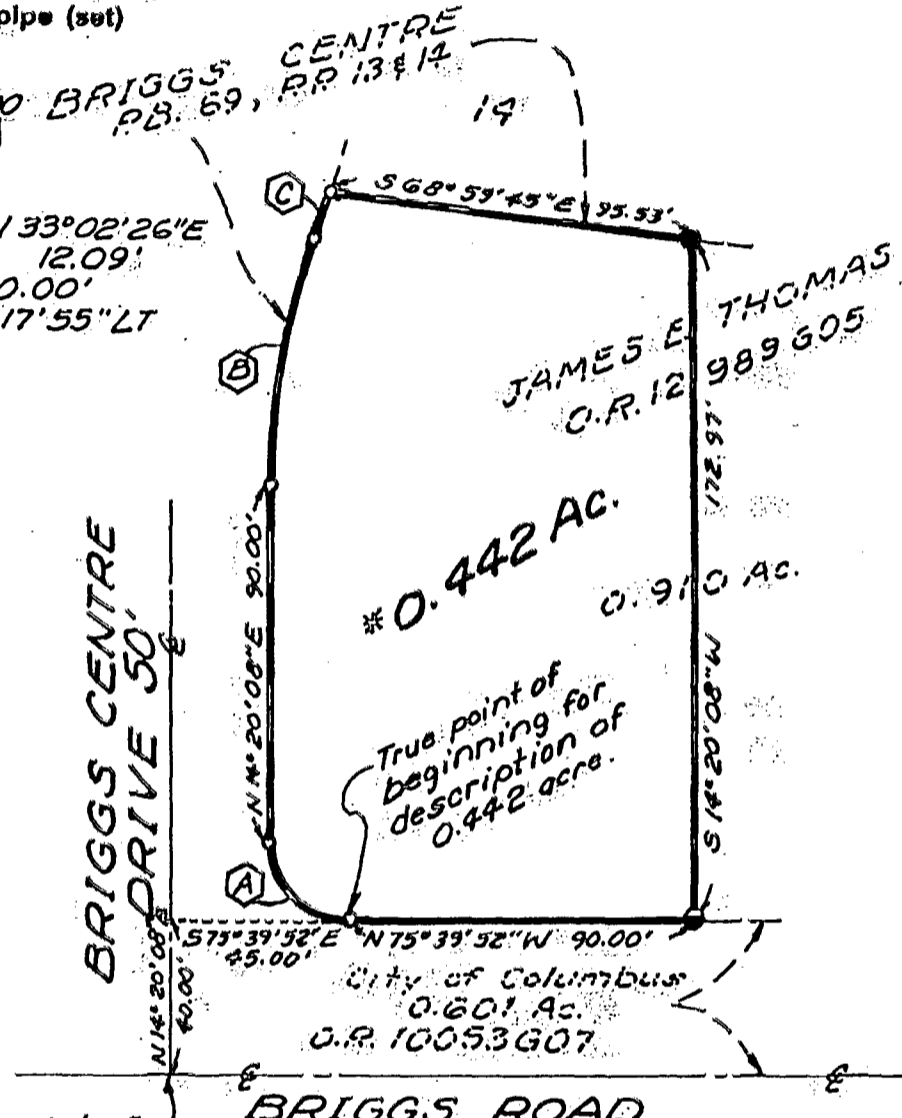 pipe (set)
BRIGGS CENTRE
P.B. 69, PP 13 & 14
14
33°02'26"E
12.09'
0.00'
17'55" LT
C
S 68° 59' 45" E 95.53'
B
JAMES E. THOMAS
O.R. 12 989 G05
172.97'
*0.442 Ac.
0.910 Ac.
S 14° 20' 08" W
N 14° 20' 08" E 90.00'
BRIGGS CENTRE
DRIVE 50'
True point of
beginning for
description of
0.442 acre.
A
S 75° 39' 52" E
45.00'
N 75° 39' 52" W 90.00'
N 14° 20' 08" E
40.00'
City of Columbus
0.601 Ac.
O.R. 10053 G07
BRIGGS ROAD